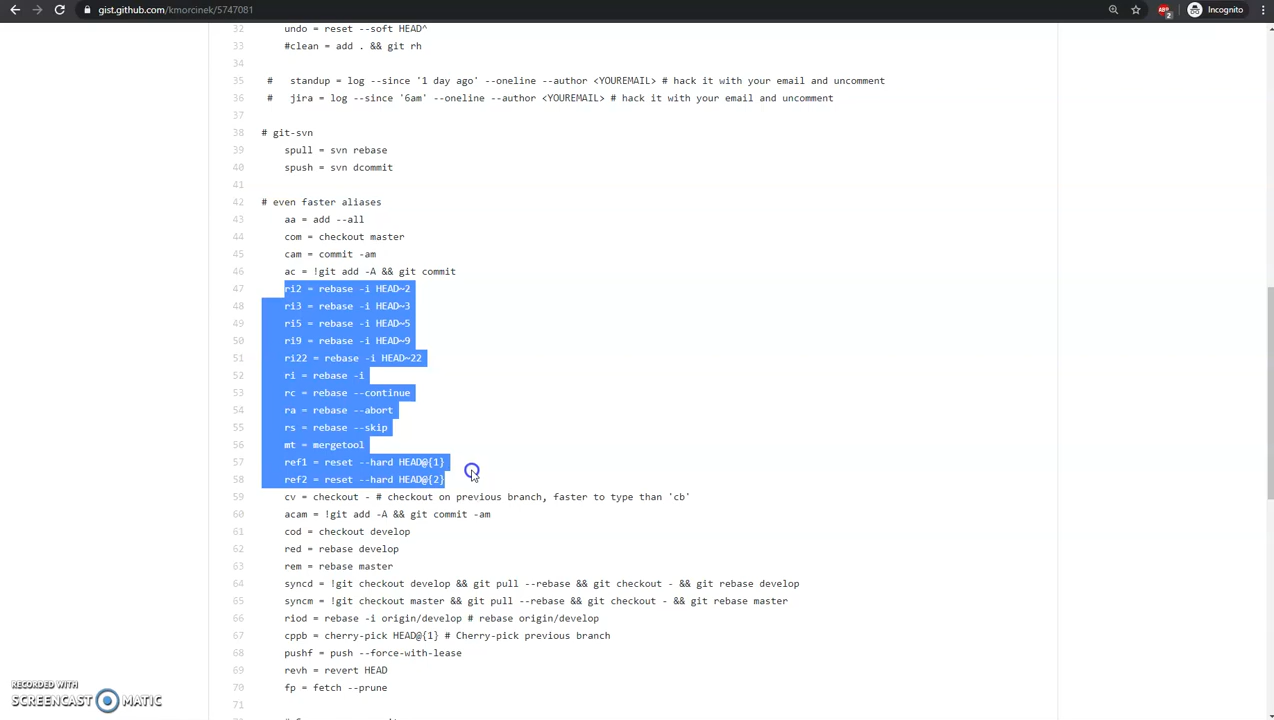 gist.github.com/kmorcinek/5747081
Incognito
2
32 undo = reset --soft HEAD^
33 #clean = add . && git rh
34
35 # standup = log --since '1 day ago' --oneline --author <YOUREMAIL> # hack it with your email and uncomment
36 # jira = log --since '6am' --oneline --author <YOUREMAIL> # hack it with your email and uncomment
37
38 # git-svn
39 spull = svn rebase
40 spush = svn dcommit
41
42 # even faster aliases
43 aa = add --all
44 com = checkout master
45 cam = commit -am
46 ac = !git add -A && git commit
47 ri2 = rebase -i HEAD~2
48 ri3 = rebase -i HEAD~3
49 ri5 = rebase -i HEAD~5
50 ri9 = rebase -i HEAD~9
51 ri22 = rebase -i HEAD~22
52 ri = rebase -i
53 rc = rebase --continue
54 ra = rebase --abort
55 rs = rebase --skip
56 mt = mergetool
57 ref1 = reset --hard HEAD@{1}
58 ref2 = reset --hard HEAD@{2}
59 cv = checkout - # checkout on previous branch, faster to type than 'cb'
60 acam = !git add -A && git commit -am
61 cod = checkout develop
62 red = rebase develop
63 rem = rebase master
64 syncd = !git checkout develop && git pull --rebase && git checkout - && git rebase develop
65 syncm = !git checkout master && git pull --rebase && git checkout - && git rebase master
66 riod = rebase -i origin/develop # rebase origin/develop
67 cppb = cherry-pick HEAD@{1} # Cherry-pick previous branch
68 pushf = push --force-with-lease
69 revh = revert HEAD
70 fp = fetch --prune
71
RECORDED WITH
SCREENCAST MATIC